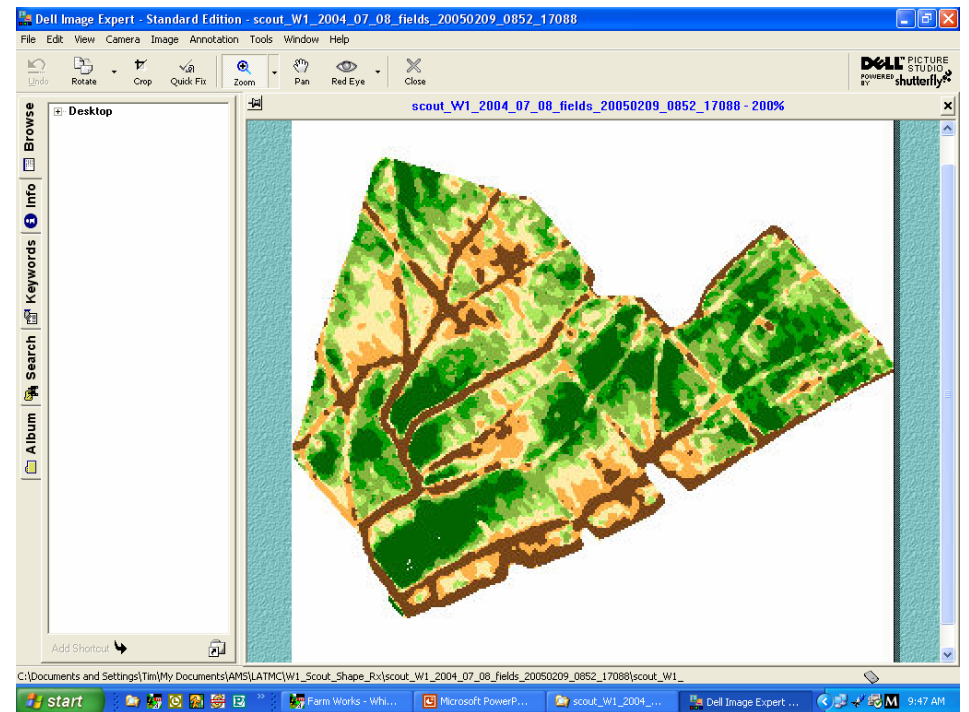 Dell Image Expert - Standard Edition - scout_W1_2004_07_08_fields_20050209_0852_17088
File Edit View Camera Image Annotation Tools Window Help
Undo Rotate Crop Quick Fix Zoom Pan Red Eye Close
DELL PICTURE STUDIO
POWERED BY shutterfly
scout_W1_2004_07_08_fields_20050209_0852_17088 - 200%
Desktop
Browse
Info
Keywords
Search
Album
Add Shortcut
C:\Documents and Settings\Tim\My Documents\AMS\LATMC\W1_Scout_Shape_Rx\scout_W1_2004_07_08_fields_20050209_0852_17088\scout_W1_
start Farm Works - Whi... Microsoft PowerP... scout_W1_2004_... Dell Image Expert ... M 9:47 AM